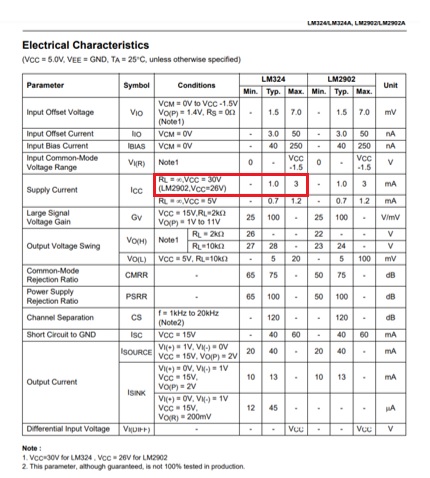 LM324/LM324A, LM2902/LM2902A
Electrical Characteristics
(VCC = 5.0V, VEE = GND, TA = 25°C, unless otherwise specified)
Parameter Symbol Conditions LM324 LM2902 Unit
Min. Typ. Max. Min. Typ. Max.
Input Offset Voltage VIO VCM = 0V to VCC -1.5V - 1.5 7.0 - 1.5 7.0 mV
VO(P) = 1.4V, RS = 0Ω
(Note1)
Input Offset Current IIO VCM = 0V - 3.0 50 - 3.0 50 nA
Input Bias Current IBIAS VCM = 0V - 40 250 - 40 250 nA
Input Common-Mode
Voltage Range VI(R) Note1 0 - VCC
-1.5 0 - VCC
-1.5 V
Supply Current ICC RL = ∞,VCC = 30V
(LM2902,VCC=26V) - 1.0 3 - 1.0 3 mA
RL = ∞,VCC = 5V - 0.7 1.2 - 0.7 1.2 mA
Large Signal
Voltage Gain GV VCC = 15V,RL=2kΩ
VO(P) = 1V to 11V 25 100 - 25 100 - V/mV
Output Voltage Swing VO(H) Note1 RL = 2kΩ 26 - - 22 - - V
RL=10kΩ 27 28 - 23 24 - V
VO(L) VCC = 5V, RL=10kΩ - 5 20 - 5 100 mV
Common-Mode
Rejection Ratio CMRR - 65 75 - 50 75 - dB
Power Supply
Rejection Ratio PSRR - 65 100 - 50 100 - dB
Channel Separation CS f = 1kHz to 20kHz
(Note2) - 120 - - 120 - dB
Short Circuit to GND ISC VCC = 15V - 40 60 - 40 60 mA
Output Current ISOURCE VI(+) = 1V, VI(-) = 0V
VCC = 15V, VO(P) = 2V 20 40 - 20 40 - mA
ISINK VI(+) = 0V, VI(-) = 1V
VCC = 15V,
VO(P) = 2V 10 13 - 10 13 - mA
VI(+) = 0V, VI(-) = 1V
VCC = 15V,
VO(R) = 200mV 12 45 - - - - µA
Differential Input Voltage VI(DIFF) - - - VCC - - VCC V
Note :
1. VCC=30V for LM324 , VCC = 26V for LM2902
2. This parameter, although guaranteed, is not 100% tested in production.